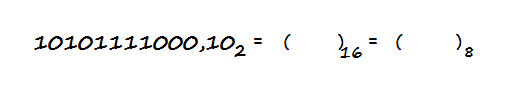 10101111000,10₂ = (    )₁₆ = (    )₈